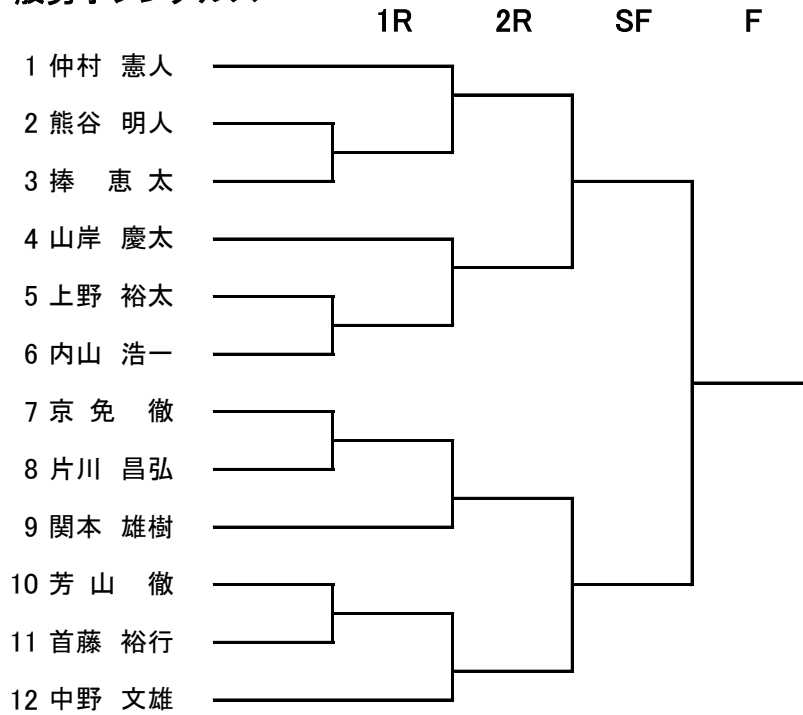 1R 2R SF F
1 仲村 憲人
2 熊谷 明人
3 捧 恵 太
4 山岸 慶太
5 上野 裕太
6 内山 浩一
7 京 免 徹
8 片川 昌弘
9 関本 雄樹
10 芳 山 徹
11 首藤 裕行
12 中野 文雄